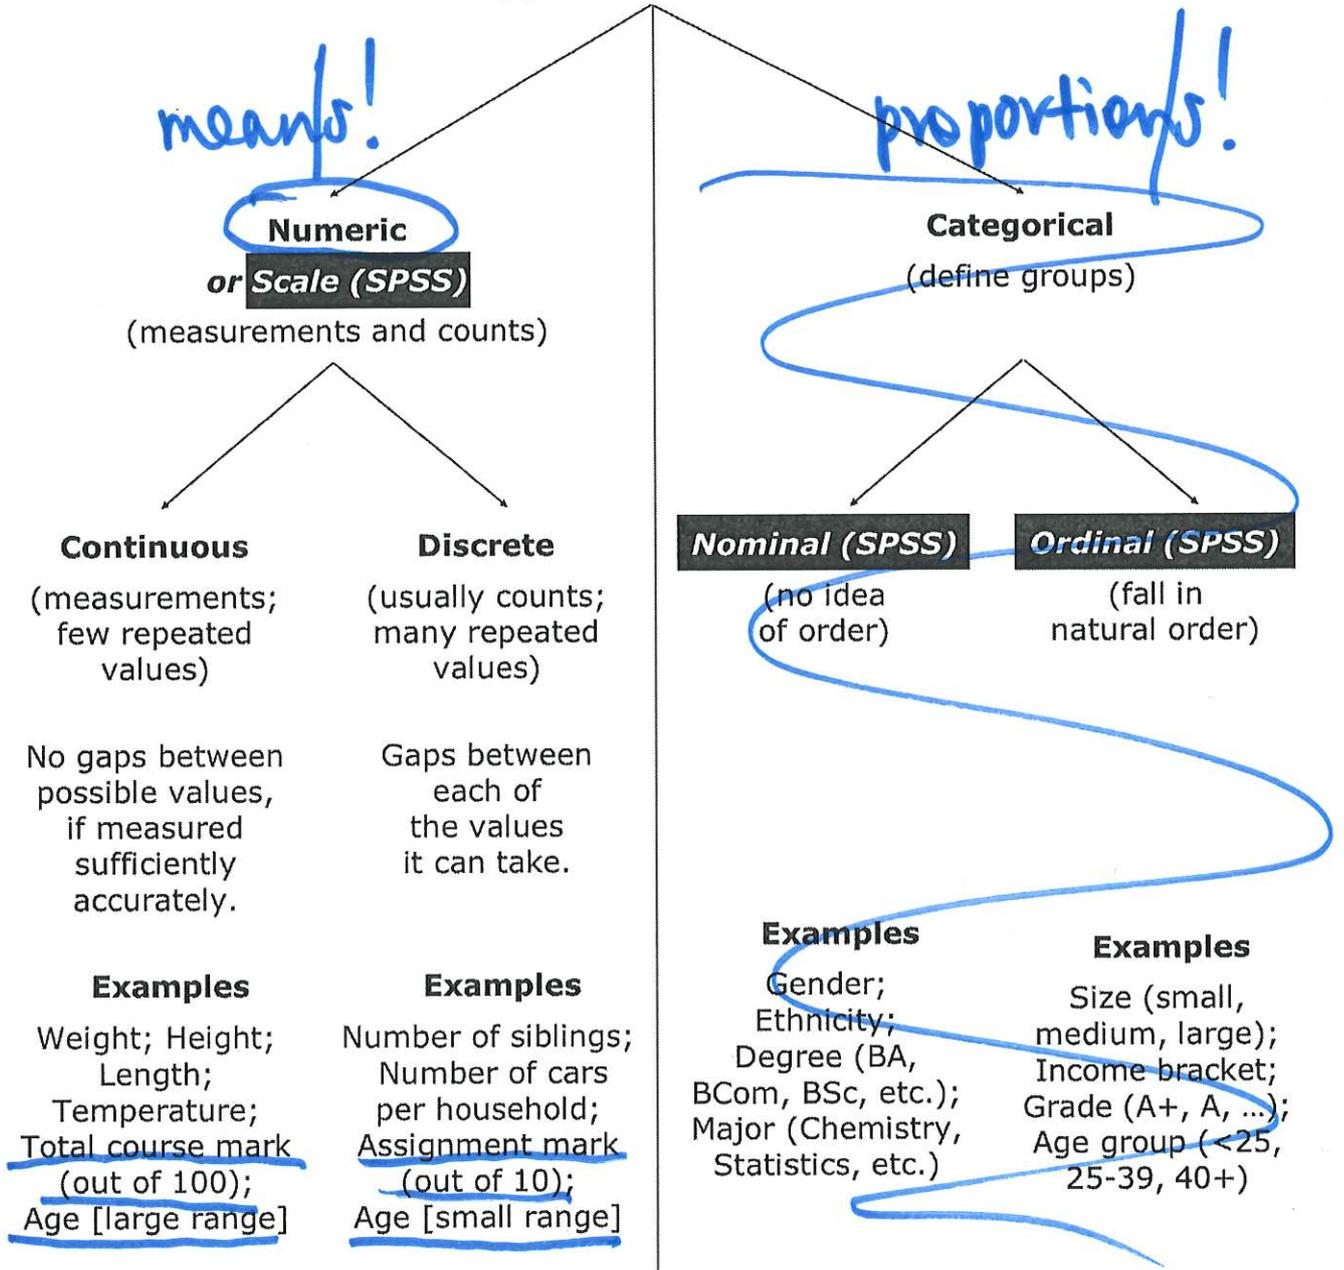 means!
proportions!
Numeric
or Scale (SPSS)
(measurements and counts)
Categorical
(define groups)
Continuous
(measurements;
few repeated
values)
No gaps between
possible values,
if measured
sufficiently
accurately.
Examples
Weight; Height;
Length;
Temperature;
Total course mark
(out of 100);
Age [large range]
Discrete
(usually counts;
many repeated
values)
Gaps between
each of
the values
it can take.
Examples
Number of siblings;
Number of cars
per household;
Assignment mark
(out of 10);
Age [small range]
Nominal (SPSS)
(no idea
of order)
Examples
Gender;
Ethnicity;
Degree (BA,
BCom, BSc, etc.);
Major (Chemistry,
Statistics, etc.)
Ordinal (SPSS)
(fall in
natural order)
Examples
Size (small,
medium, large);
Income bracket;
Grade (A+, A, ...);
Age group (<25,
25-39, 40+)